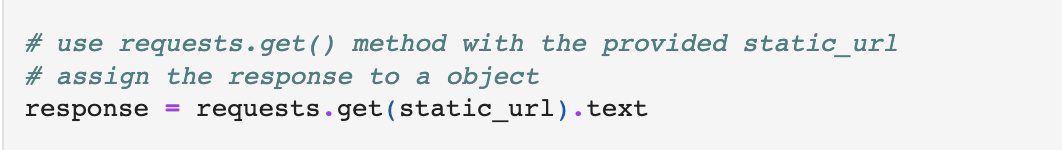 # use requests.get() method with the provided static_url
# assign the response to a object
response = requests.get(static_url).text